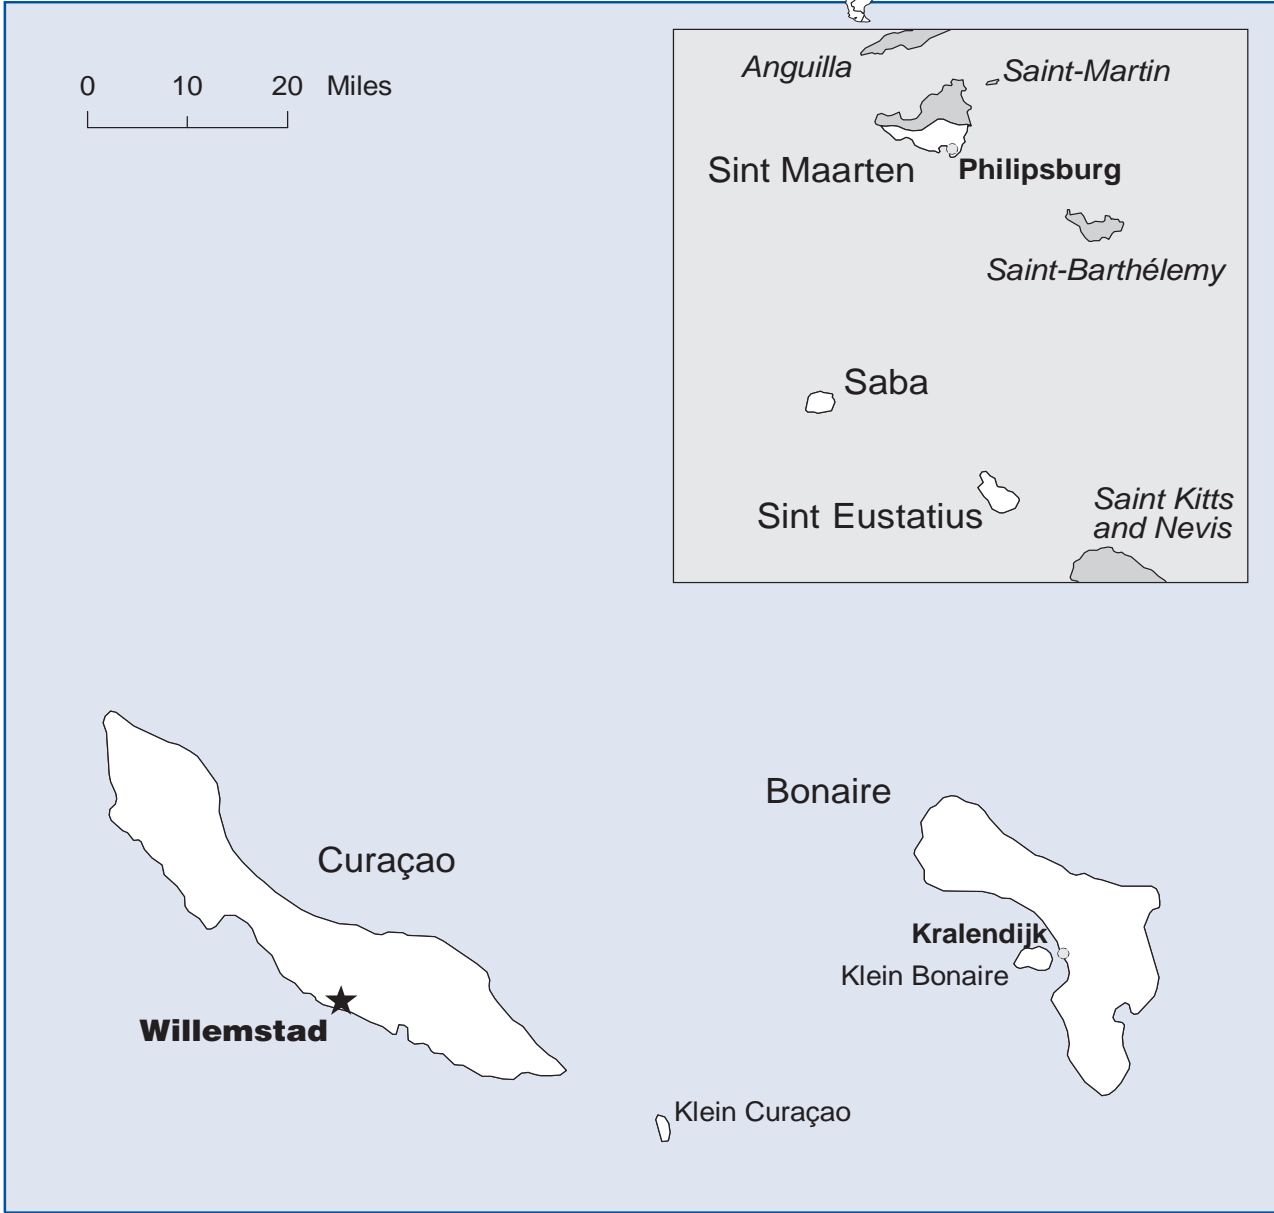 0 10 20 Miles
Anguilla
Saint-Martin
Sint Maarten
Philipsburg
Saint-Barthélemy
Saba
Sint Eustatius
Saint Kitts
and Nevis
Bonaire
Curaçao
Kralendijk
Klein Bonaire
Willemstad
Klein Curaçao